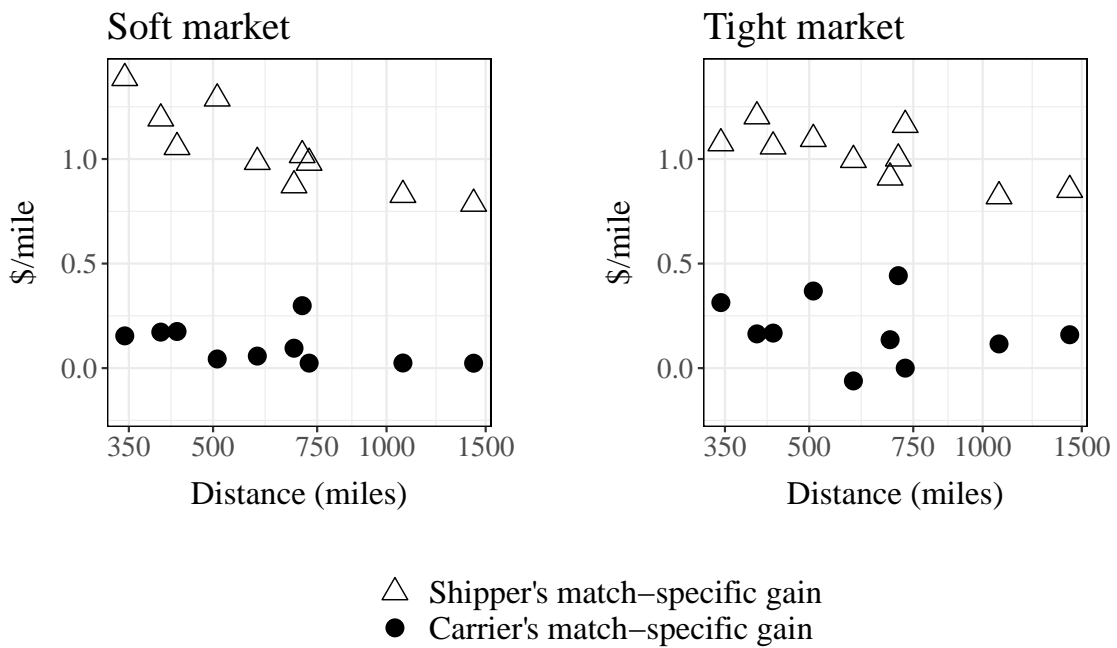 Soft market
$/mile
1.0
0.5
0.0
350 500 750 1000 1500
Distance (miles)
Tight market
$/mile
1.0
0.5
0.0
350 500 750 1000 1500
Distance (miles)
Shipper's match−specific gain
Carrier's match−specific gain